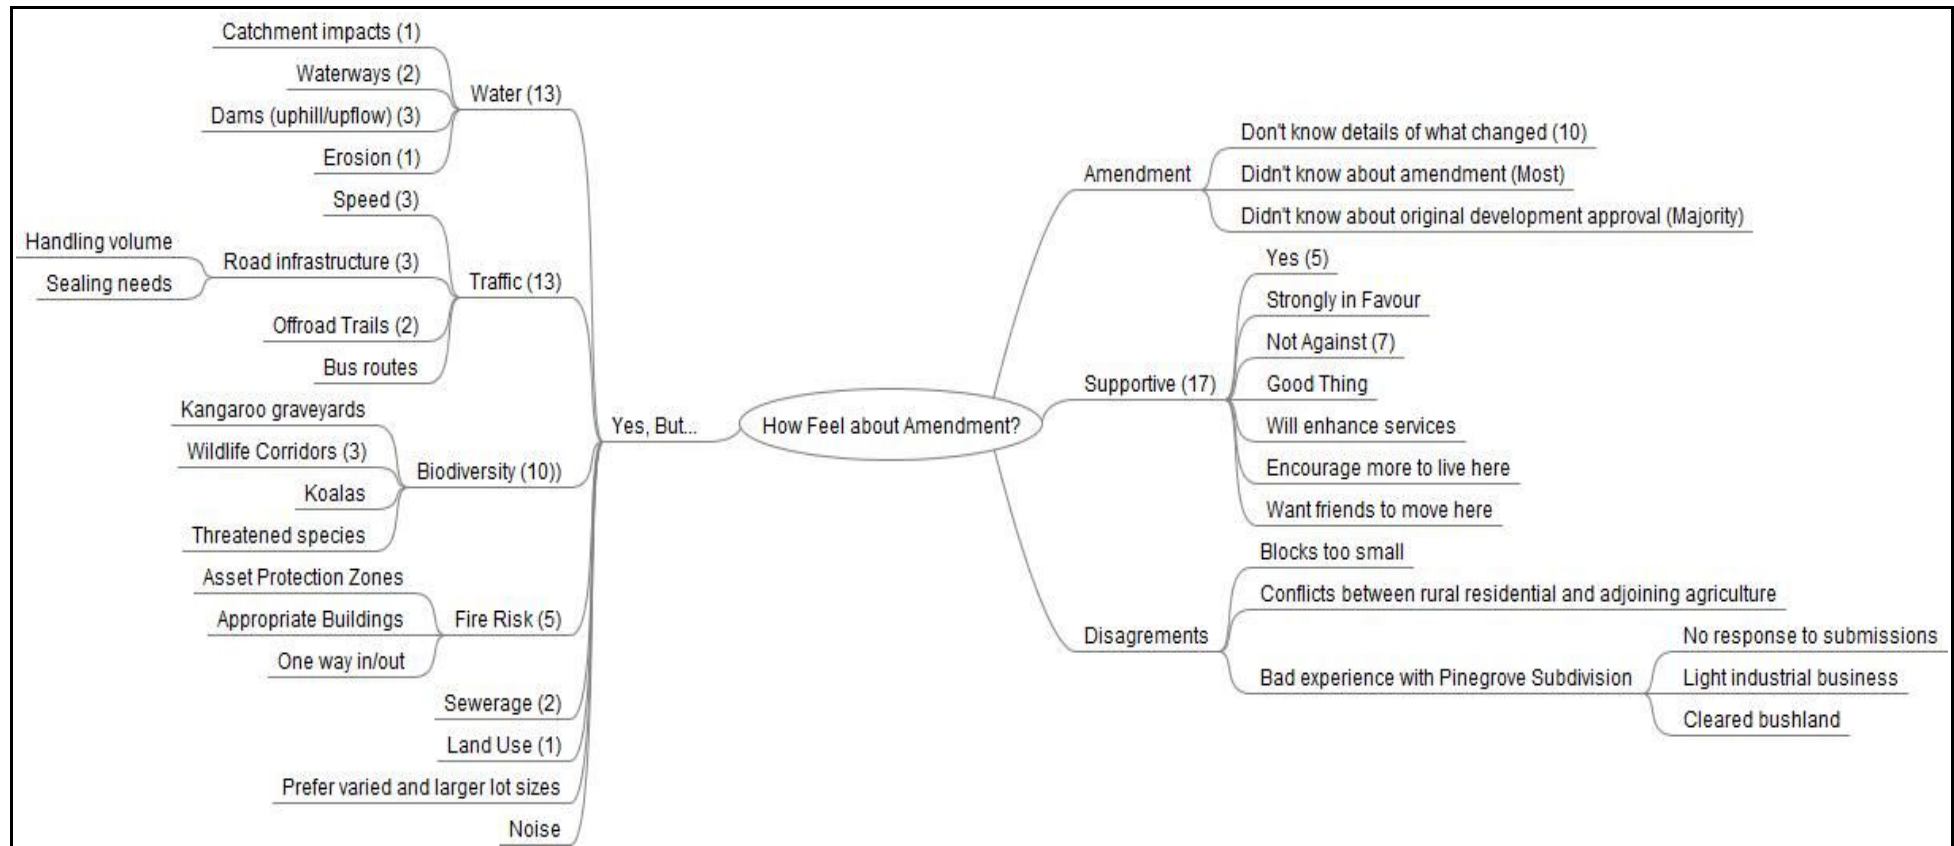 Catchment impacts (1)
Waterways (2)
Dams (uphill/upflow) (3)
Erosion (1)
Water (13)
Speed (3)
Handling volume
Sealing needs
Road infrastructure (3)
Offroad Trails (2)
Bus routes
Traffic (13)
Kangaroo graveyards
Wildlife Corridors (3)
Koalas
Threatened species
Biodiversity (10))
Asset Protection Zones
Appropriate Buildings
One way in/out
Fire Risk (5)
Sewerage (2)
Land Use (1)
Prefer varied and larger lot sizes
Noise
Yes, But...
How Feel about Amendment?
Amendment
Don't know details of what changed (10)
Didn't know about amendment (Most)
Didn't know about original development approval (Majority)
Supportive (17)
Yes (5)
Strongly in Favour
Not Against (7)
Good Thing
Will enhance services
Encourage more to live here
Want friends to move here
Disagrements
Blocks too small
Conflicts between rural residential and adjoining agriculture
Bad experience with Pinegrove Subdivision
No response to submissions
Light industrial business
Cleared bushland